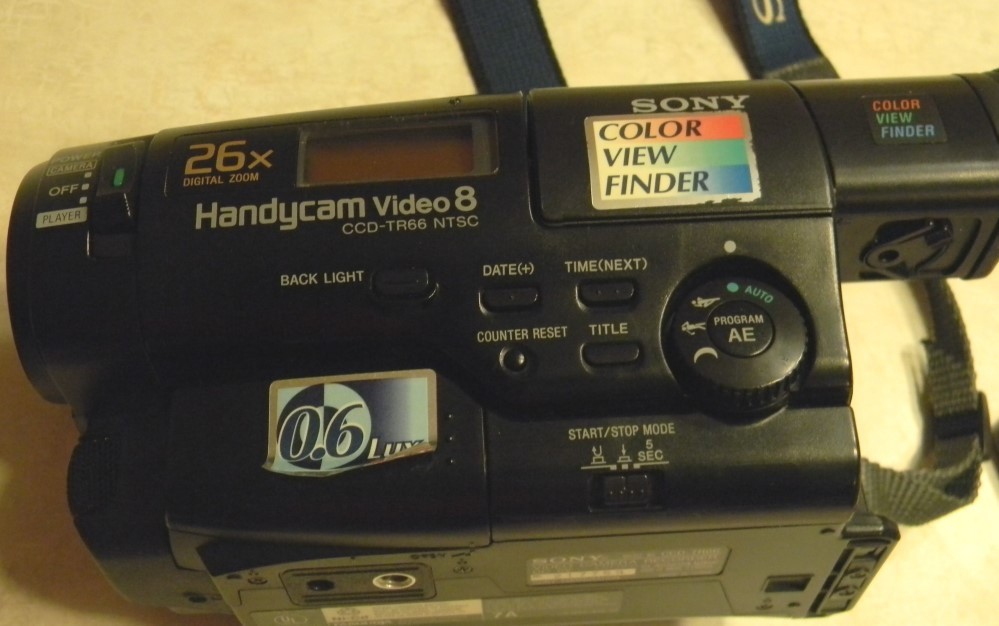 S
POWER
CAMERA
OFF
PLAYER
26x
DIGITAL ZOOM
Handycam Video 8
CCD-TR66 NTSC
SONY
COLOR
VIEW
FINDER
COLOR
VIEW
FINDER
BACK LIGHT
DATE(+)
TIME(NEXT)
COUNTER RESET
TITLE
AUTO
PROGRAM
AE
0.6 Lux
START/STOP MODE
5
SEC
SONY
7A